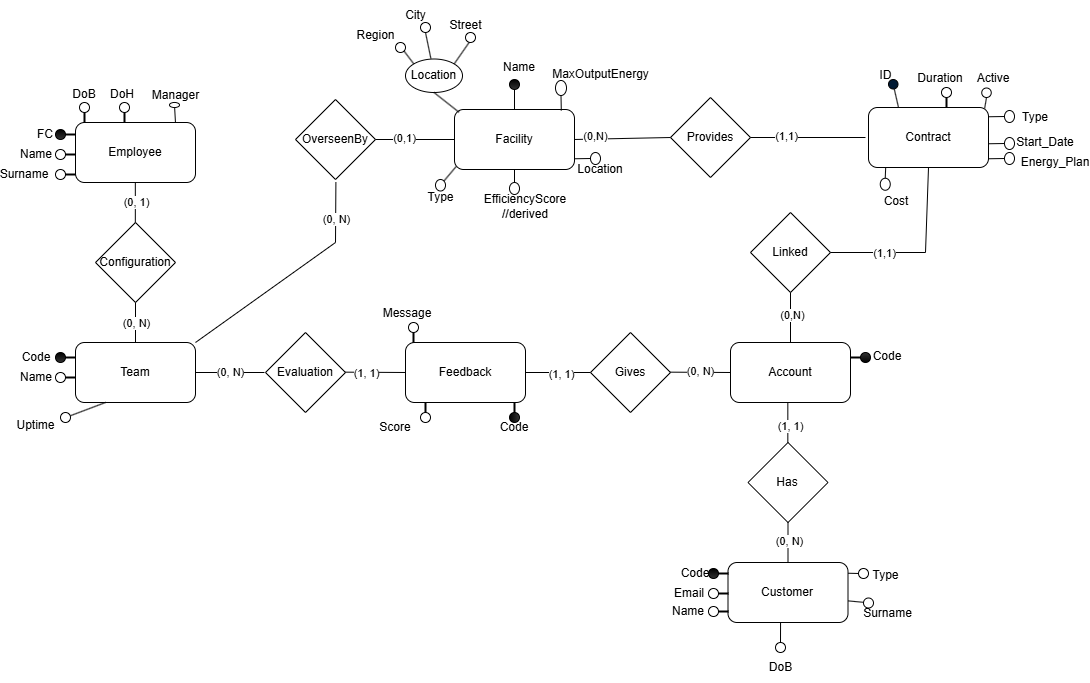 City
Region
Street
Location
Name
MaxOutputEnergy
ID
Duration
Active
DoB
DoH
Manager
FC
Name
Surname
Employee
OverseenBy
(0,1)
Facility
(0,N)
Provides
(1,1)
Contract
Type
Start_Date
Energy_Plan
Location
Type
EfficiencyScore
//derived
Cost
(0, 1)
(0, N)
Configuration
Linked
(1,1)
(0, N)
(0,N)
Message
Code
Name
Team
(0, N)
Evaluation
(1, 1)
Feedback
(1, 1)
Gives
(0, N)
Account
Code
Uptime
Score
Code
(1, 1)
Has
(0, N)
Code
Email
Name
Customer
Type
Surname
DoB